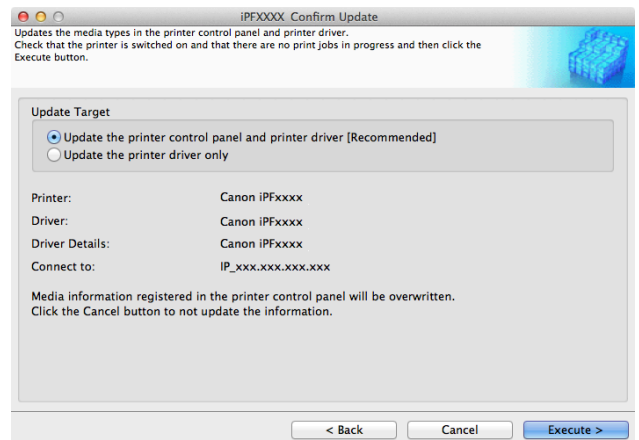 iPFXXXX Confirm Update
Updates the media types in the printer control panel and printer driver.
Check that the printer is switched on and that there are no print jobs in progress and then click the
Execute button.
Update Target
Update the printer control panel and printer driver [Recommended]
Update the printer driver only
Printer: Canon iPFxxxx
Driver: Canon iPFxxxx
Driver Details: Canon iPFxxxx
Connect to: IP_xxx.xxx.xxx.xxx
Media information registered in the printer control panel will be overwritten.
Click the Cancel button to not update the information.
< Back Cancel Execute >